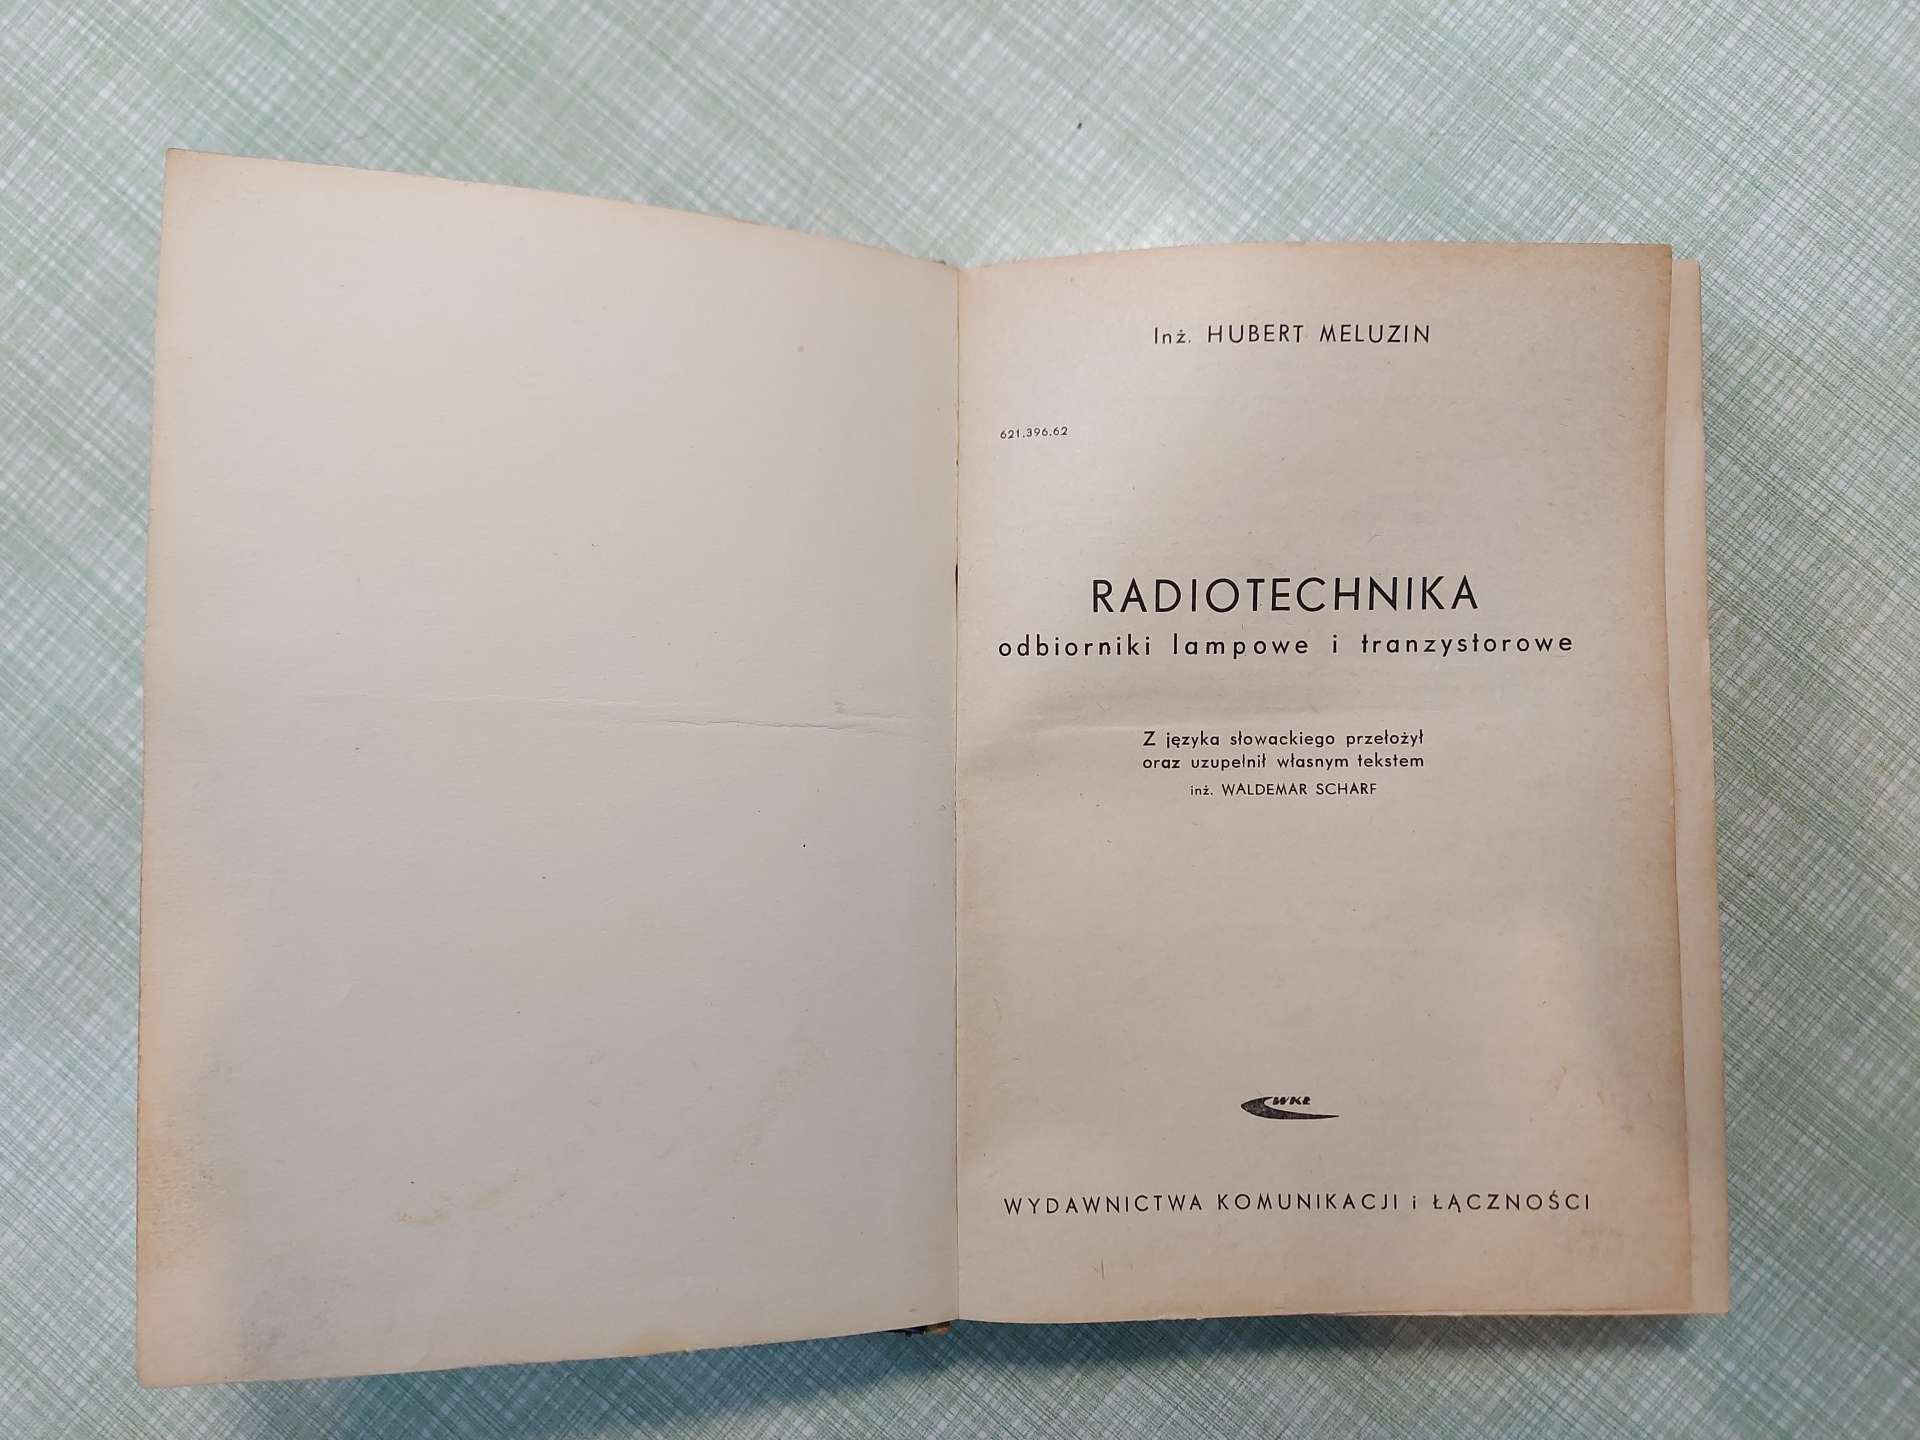 Inż. HUBERT MELUZIN
621.396.62
RADIOTECHNIKA
odbiorniki lampowe i tranzystorowe
Z języka słowackiego przełożył
oraz uzupełnił własnym tekstem
inż. WALDEMAR SCHARF
WKŁ
WYDAWNICTWA KOMUNIKACJI i ŁĄCZNOŚCI